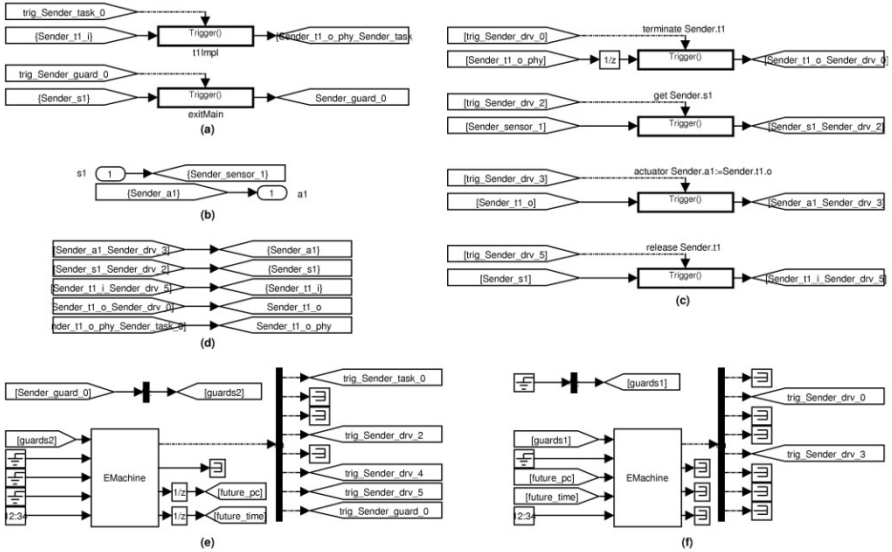 trig_Sender_task_0
{Sender_t1_i}
Trigger()
{Sender_t1_o_phy_Sender_task
t1Impl
trig_Sender_guard_0
{Sender_s1}
Trigger()
Sender_guard_0
exitMain
(a)
s1
1
{Sender_sensor_1}
{Sender_a1}
1
a1
(b)
[Sender_a1_Sender_drv_3]
{Sender_a1}
[Sender_s1_Sender_drv_2]
{Sender_s1}
[Sender_t1_i_Sender_drv_5]
{Sender_t1_i}
[Sender_t1_o_Sender_drv_0]
Sender_t1_o
nder_t1_o_phy_Sender_task_0]
Sender_t1_o_phy
(d)
terminate Sender.t1
[trig_Sender_drv_0]
[Sender_t1_o_phy]
1/z
Trigger()
[Sender_t1_o_Sender_drv_0]
get Sender.s1
[trig_Sender_drv_2]
[Sender_sensor_1]
Trigger()
[Sender_s1_Sender_drv_2]
actuator Sender.a1:=Sender.t1.o
[trig_Sender_drv_3]
[Sender_t1_o]
Trigger()
[Sender_a1_Sender_drv_3]
release Sender.t1
[trig_Sender_drv_5]
[Sender_s1]
Trigger()
[Sender_t1_i_Sender_drv_5]
(c)
[Sender_guard_0]
[guards2]
trig_Sender_task_0
trig_Sender_drv_2
trig_Sender_drv_4
trig_Sender_drv_5
trig_Sender_guard_0
[guards2]
EMachine
12:34
1/z
[future_pc]
1/z
[future_time]
(e)
[guards1]
trig_Sender_drv_0
trig_Sender_drv_3
[guards1]
[future_pc]
[future_time]
12:34
EMachine
(f)